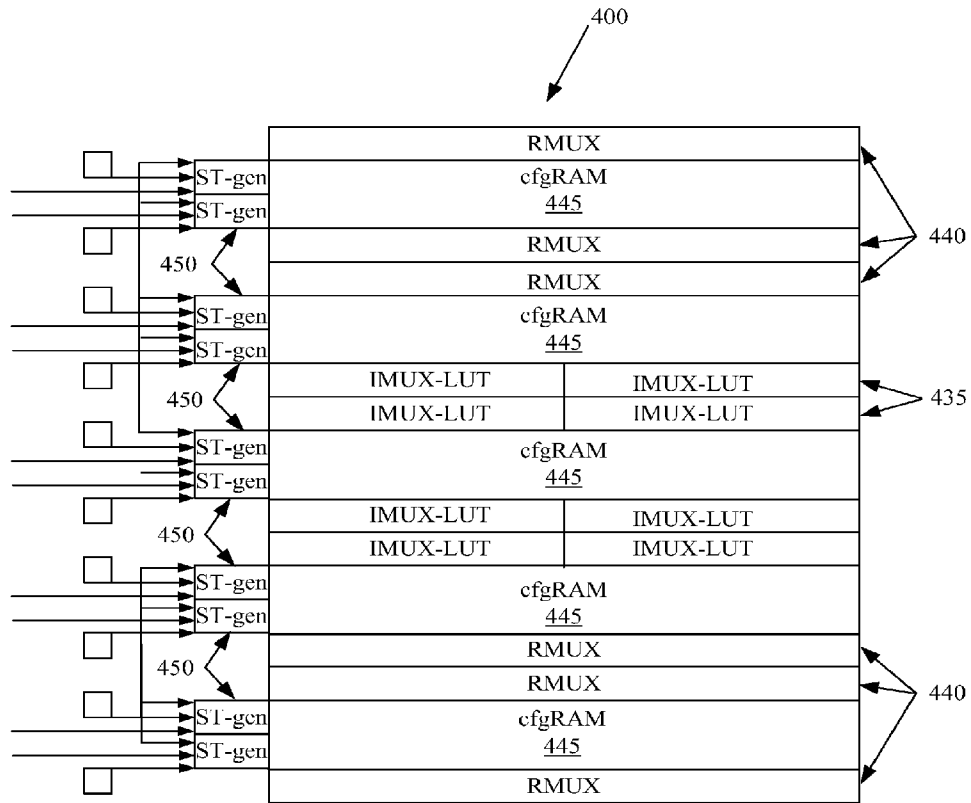 400
RMUX
ST-gen cfgRAM
ST-gen 445
440
450 RMUX
RMUX
ST-gen cfgRAM
ST-gen 445
450 IMUX-LUT IMUX-LUT 435
IMUX-LUT IMUX-LUT
ST-gen cfgRAM
ST-gen 445
450 IMUX-LUT IMUX-LUT
IMUX-LUT IMUX-LUT
ST-gen cfgRAM
ST-gen 445
450 RMUX
RMUX 440
ST-gen cfgRAM
ST-gen 445
RMUX